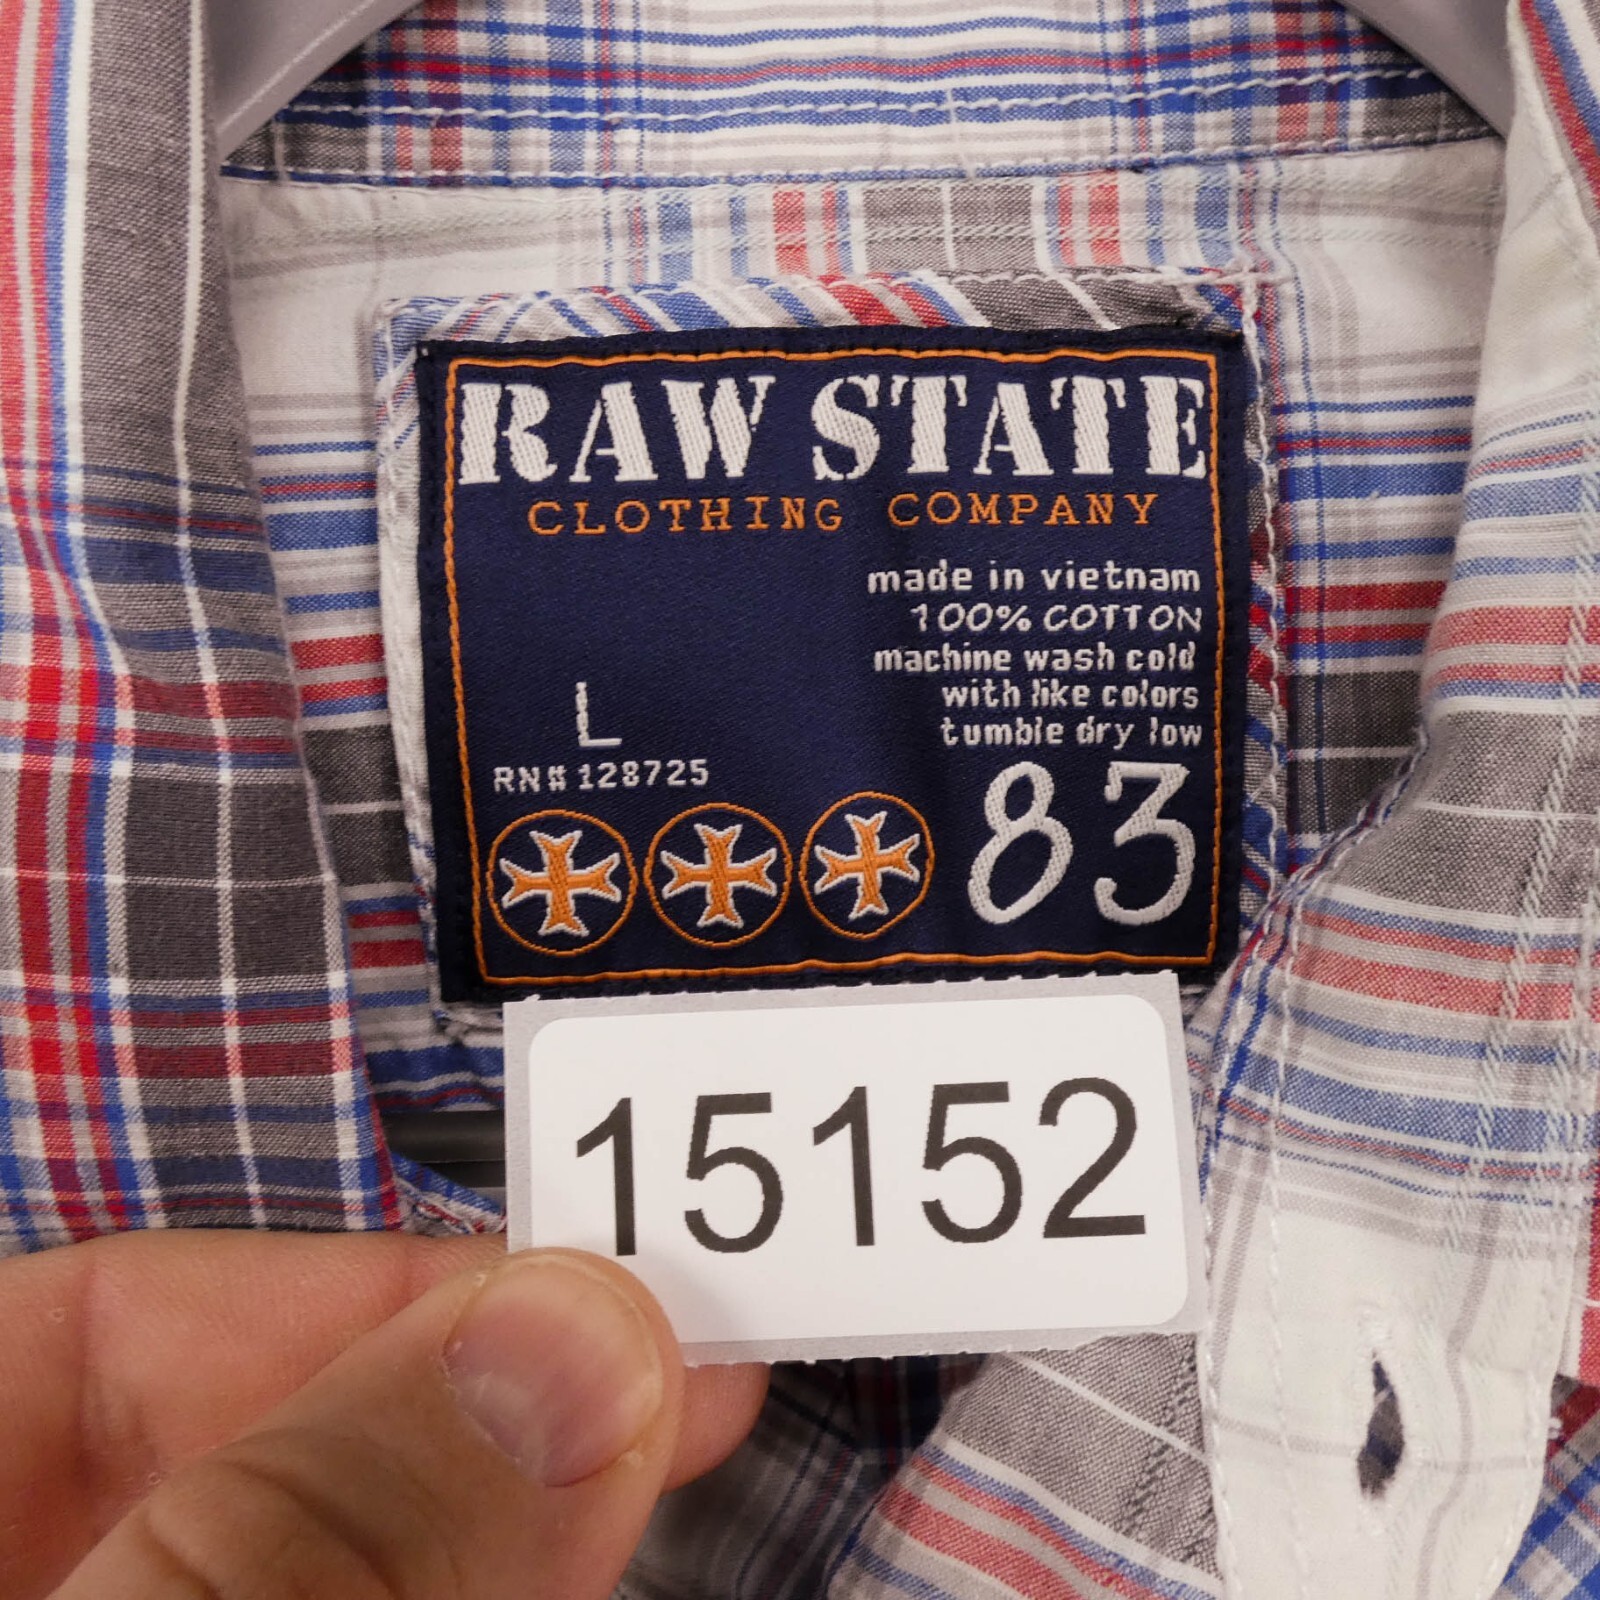 RAW STATE
CLOTHING COMPANY
made in vietnam
100% COTTON
machine wash cold
with like colors
tumble dry low
L
RN# 128725
83
15152